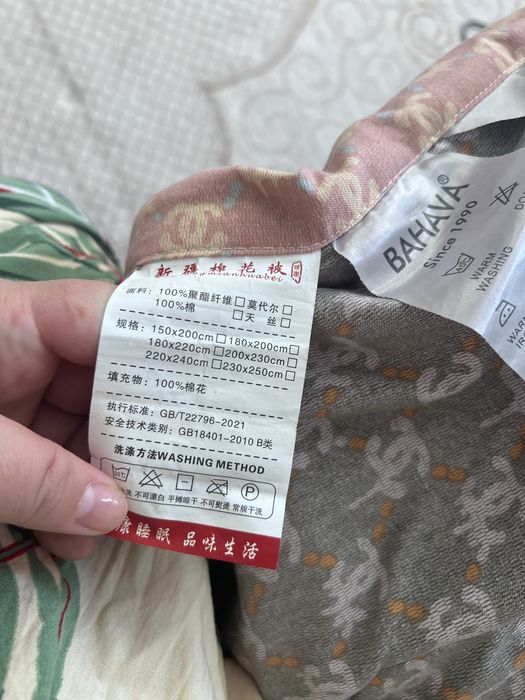 新疆棉花被
面料：100%聚酯纤维□莫代尔□
100%棉 □天丝□
规格：150x200cm□180x200cm□
180x220cm□200x230cm□
220x240cm□230x250cm□
填充物：100%棉花
执行标准：GB/T22796-2021
安全技术类别：GB18401-2010 B类
洗涤方法WASHING METHOD
30℃
P
洗 不可漂白 平摊晾干 不可熨烫 常规干洗
康睡眠 品味生活
BAHAVA®
Since 1990
WARM
WASHING
DO
WARM